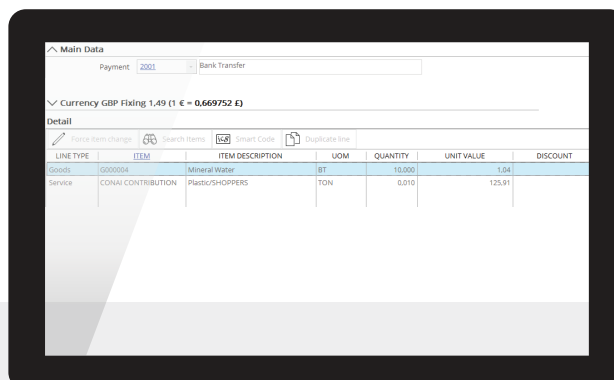 Main Data
Payment 2001 Bank Transfer
Currency GBP Fixing 1,49 (1 € = 0,669752 £)
Detail
Force item change Search Items Smart Code Duplicate line
LINE TYPE ITEM ITEM DESCRIPTION UOM QUANTITY UNIT VALUE DISCOUNT
Goods G000004 Mineral Water BT 10,000 1,04
Service CONAI CONTRIBUTION Plastic/SHOPPERS TON 0,010 125,91